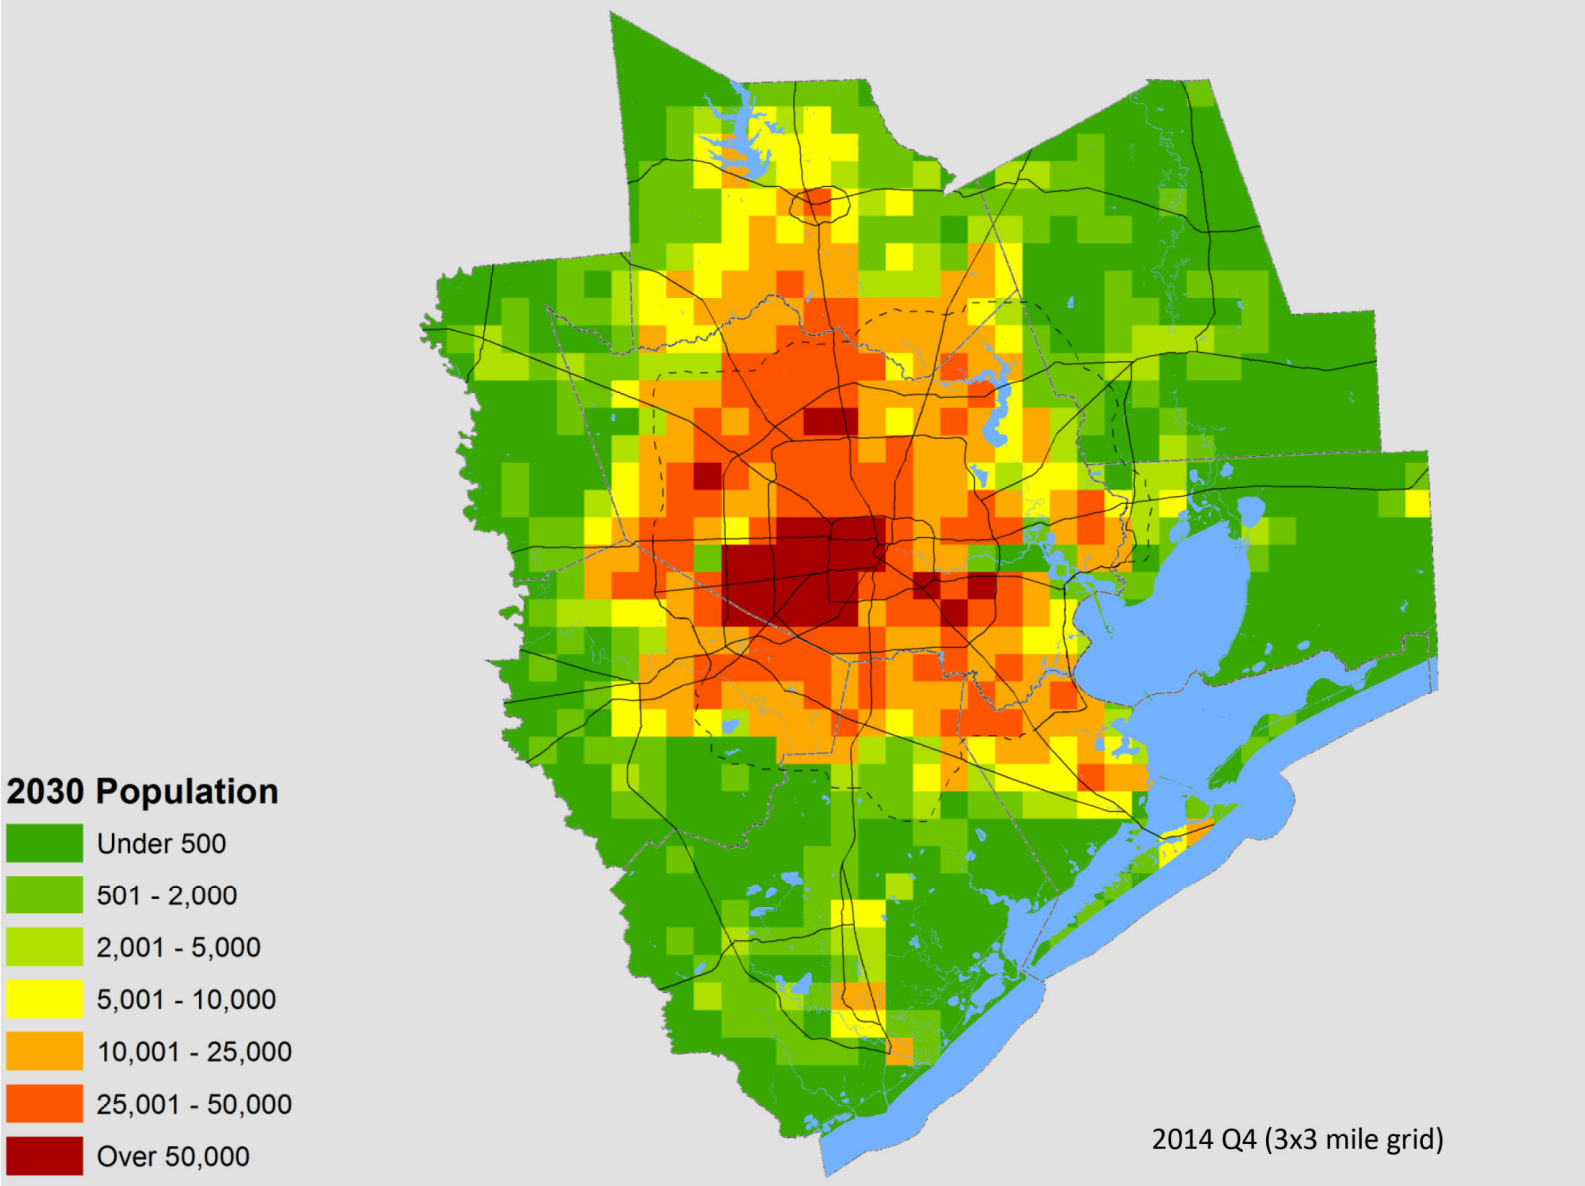 2030 Population
Under 500
501 - 2,000
2,001 - 5,000
5,001 - 10,000
10,001 - 25,000
25,001 - 50,000
Over 50,000
2014 Q4 (3x3 mile grid)